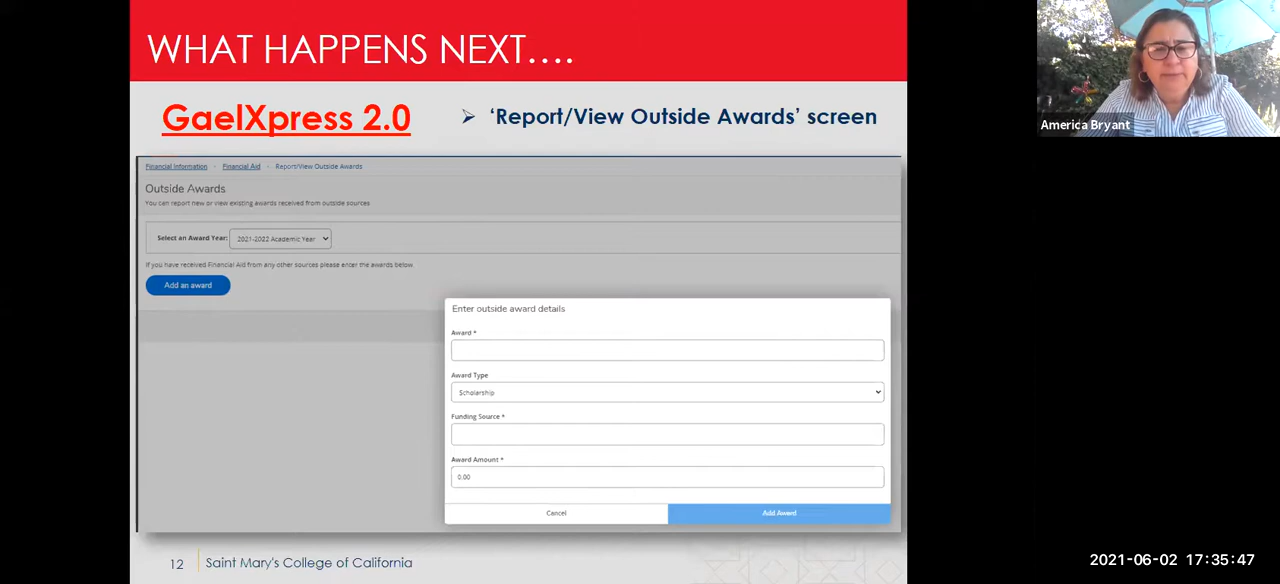 WHAT HAPPENS NEXT....
GaelXpress 2.0
‘Report/View Outside Awards’ screen
Financial Information · Financial Aid · Report/View Outside Awards
Outside Awards
You can report new or view existing awards received from outside sources
Select an Award Year: 2021-2022 Academic Year
If you have received Financial Aid from any other sources please enter the awards below.
Add an award
Enter outside award details
Award *
Award Type
Scholarship
Funding Source *
Award Amount *
0.00
Cancel Add Award
12 Saint Mary's College of California
America Bryant
2021-06-02 17:35:47